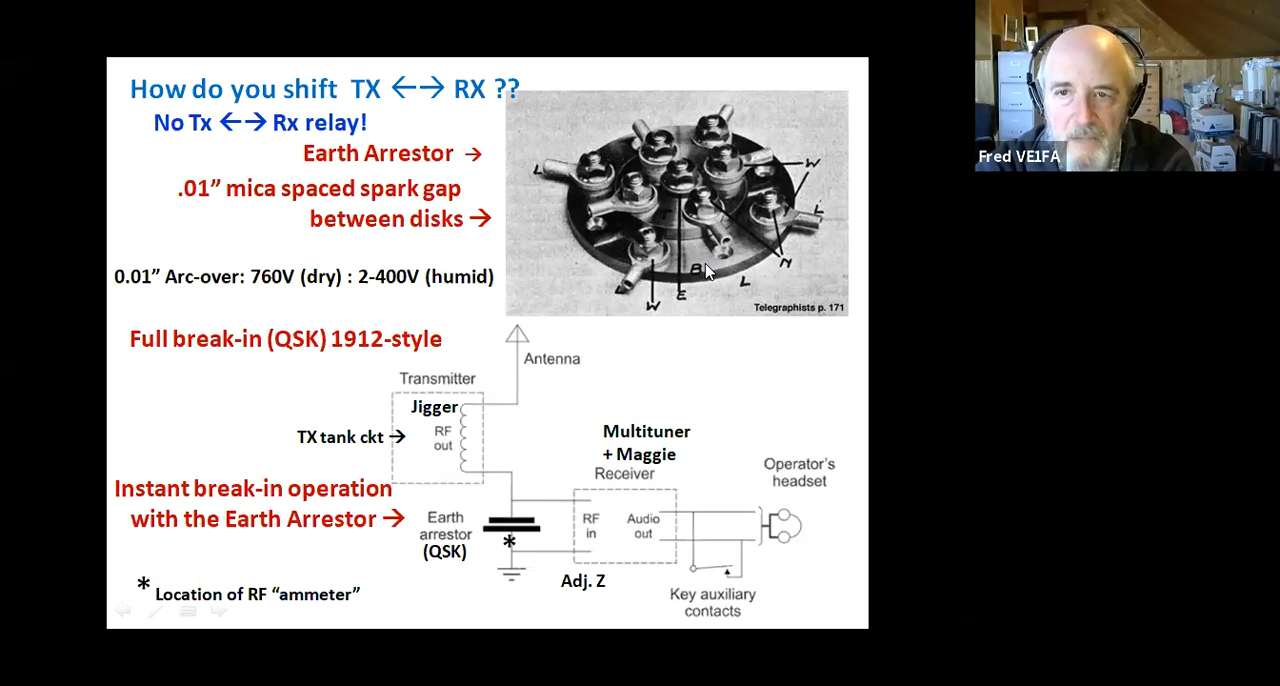 How do you shift TX ←→ RX ??
No Tx ←→ Rx relay!
Earth Arrestor →
.01” mica spaced spark gap
between disks →
0.01” Arc-over: 760V (dry) : 2-400V (humid)
L
W
L
N
B
L
L
W
E
Telegraphists p. 171
Full break-in (QSK) 1912-style
Antenna
Transmitter
Jigger
RF
out
TX tank ckt →
Multituner
+ Maggie
Receiver
Operator’s
headset
Instant break-in operation
with the Earth Arrestor →
Earth
arrestor
(QSK)
*
RF
in
Audio
out
Adj. Z
Key auxiliary
contacts
* Location of RF “ammeter”
Fred VE1FA